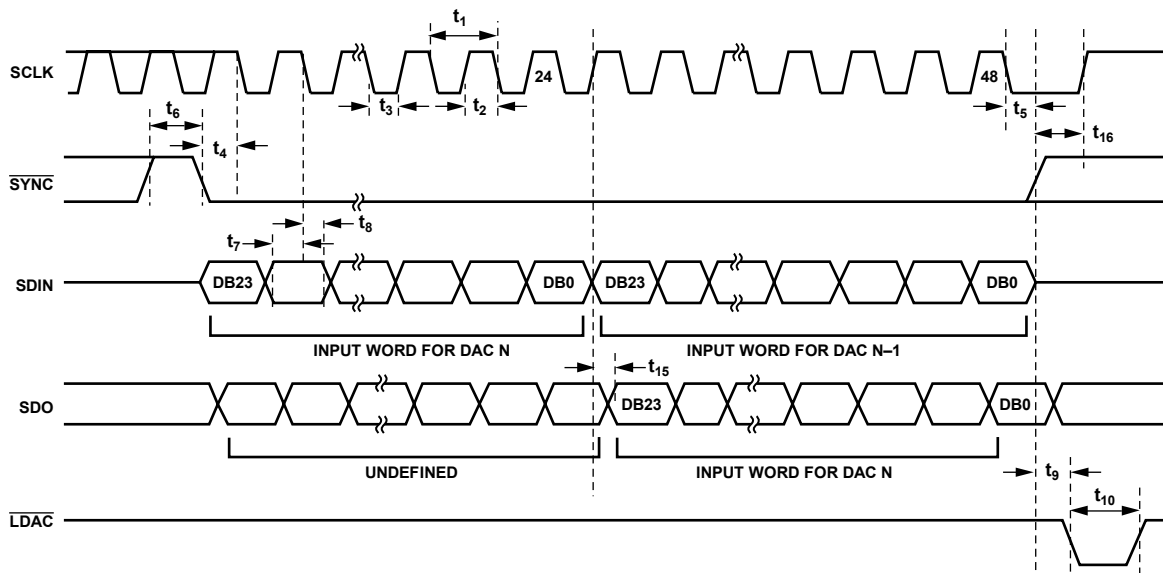 t1
SCLK
24
48
t3
t2
t5
t6
t4
t16
SYNC
t8
t7
SDIN
DB23
DB0
DB23
DB0
INPUT WORD FOR DAC N
INPUT WORD FOR DAC N–1
t15
SDO
DB23
DB0
UNDEFINED
INPUT WORD FOR DAC N
t9
t10
LDAC